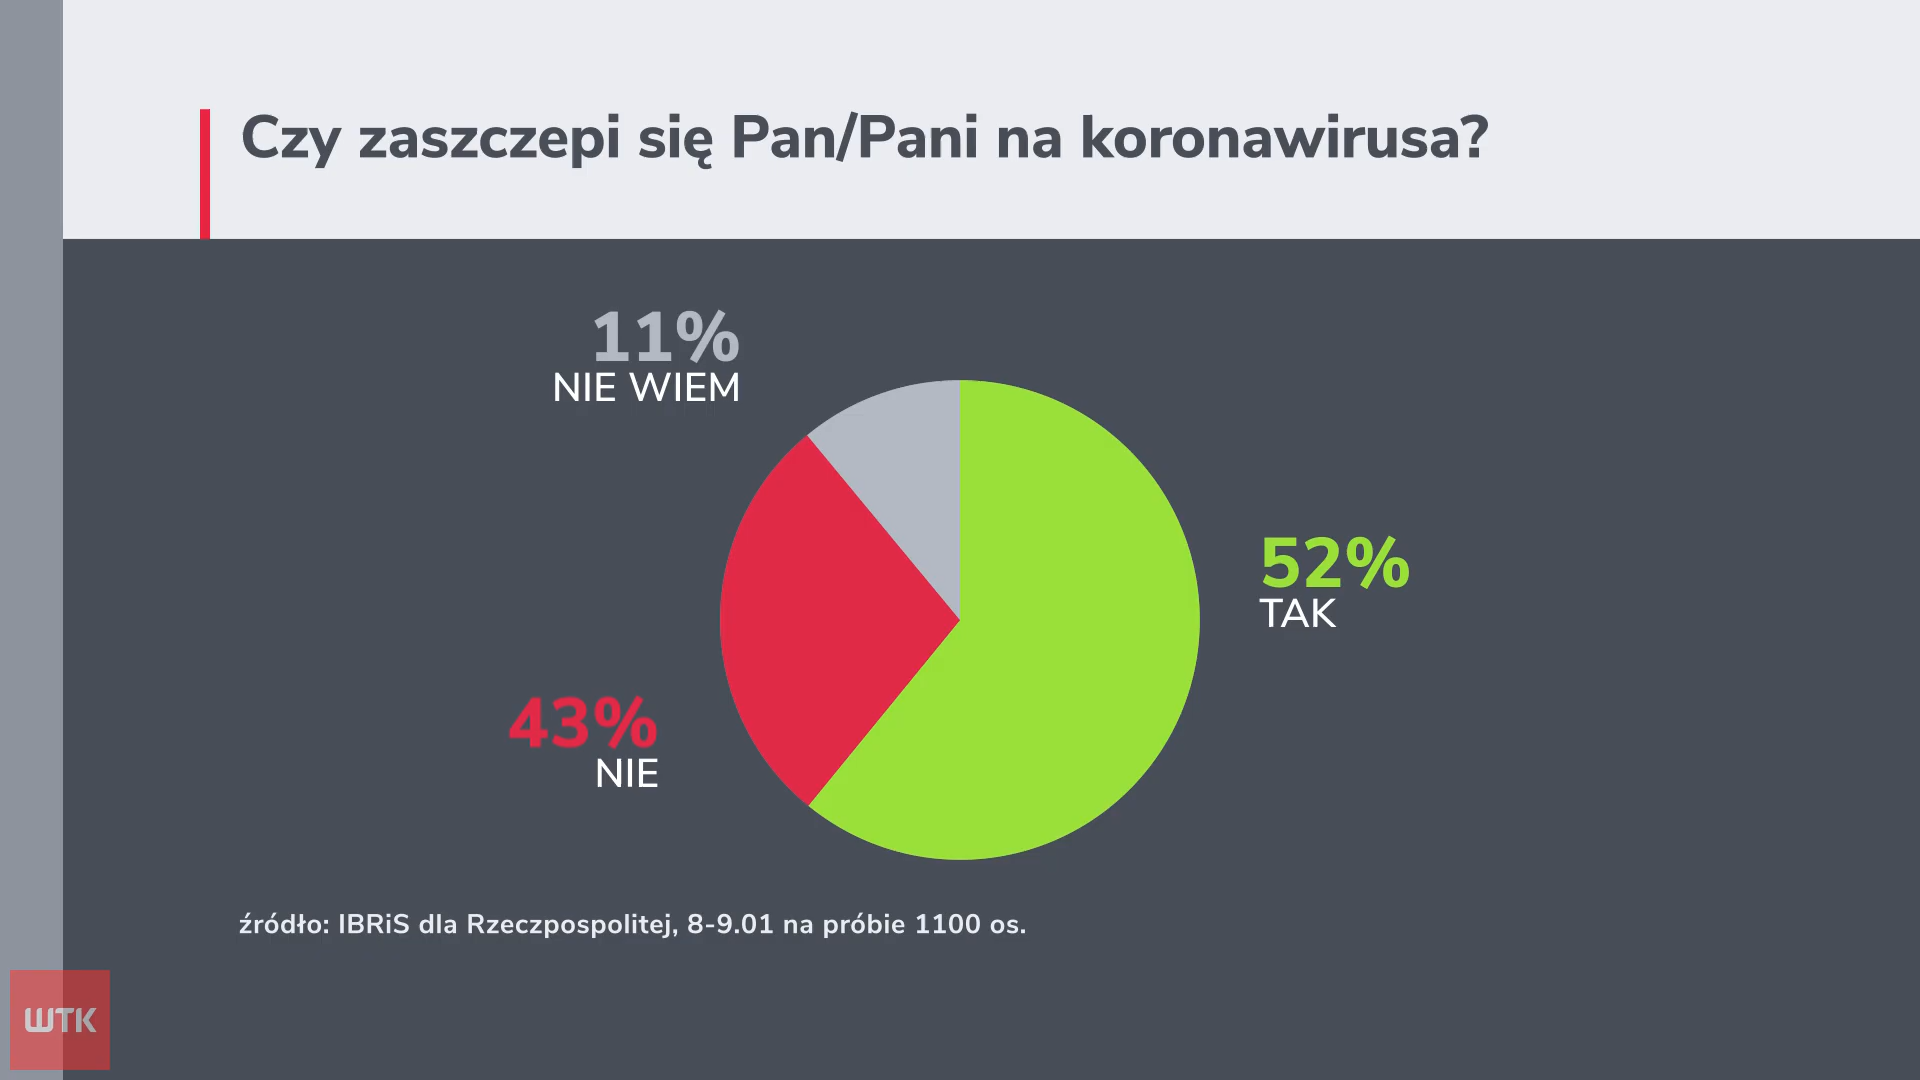 Czy zaszczepi się Pan/Pani na koronawirusa?
11%
NIE WIEM
52%
TAK
43%
NIE
źródło: IBRiS dla Rzeczpospolitej, 8-9.01 na próbie 1100 os.
WTK